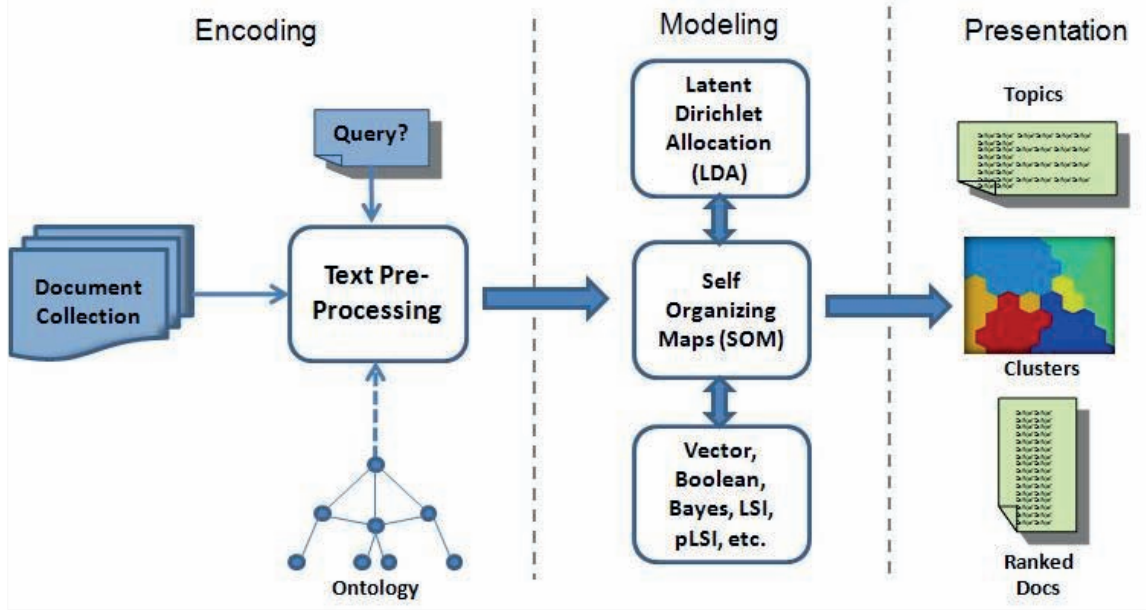 Encoding
Modeling
Presentation
Query?
Document
Collection
Text Pre-
Processing
Ontology
Latent
Dirichlet
Allocation
(LDA)
Self
Organizing
Maps (SOM)
Vector,
Boolean,
Bayes, LSI,
pLSI, etc.
Topics
Clusters
Ranked
Docs